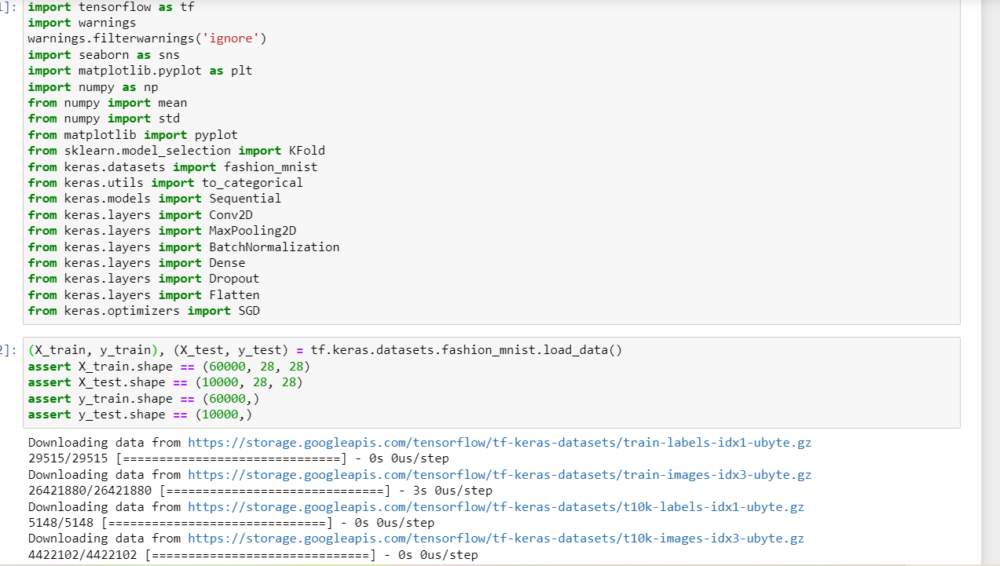 1]: import tensorflow as tf
import warnings
warnings.filterwarnings('ignore')
import seaborn as sns
import matplotlib.pyplot as plt
import numpy as np
from numpy import mean
from numpy import std
from matplotlib import pyplot
from sklearn.model_selection import KFold
from keras.datasets import fashion_mnist
from keras.utils import to_categorical
from keras.models import Sequential
from keras.layers import Conv2D
from keras.layers import MaxPooling2D
from keras.layers import BatchNormalization
from keras.layers import Dense
from keras.layers import Dropout
from keras.layers import Flatten
from keras.optimizers import SGD
2]: (X_train, y_train), (X_test, y_test) = tf.keras.datasets.fashion_mnist.load_data()
assert X_train.shape == (60000, 28, 28)
assert X_test.shape == (10000, 28, 28)
assert y_train.shape == (60000,)
assert y_test.shape == (10000,)
Downloading data from https://storage.googleapis.com/tensorflow/tf-keras-datasets/train-labels-idx1-ubyte.gz
29515/29515 [==============================] - 0s 0us/step
Downloading data from https://storage.googleapis.com/tensorflow/tf-keras-datasets/train-images-idx3-ubyte.gz
26421880/26421880 [==============================] - 3s 0us/step
Downloading data from https://storage.googleapis.com/tensorflow/tf-keras-datasets/t10k-labels-idx1-ubyte.gz
5148/5148 [==============================] - 0s 0us/step
Downloading data from https://storage.googleapis.com/tensorflow/tf-keras-datasets/t10k-images-idx3-ubyte.gz
4422102/4422102 [==============================] - 0s 0us/step